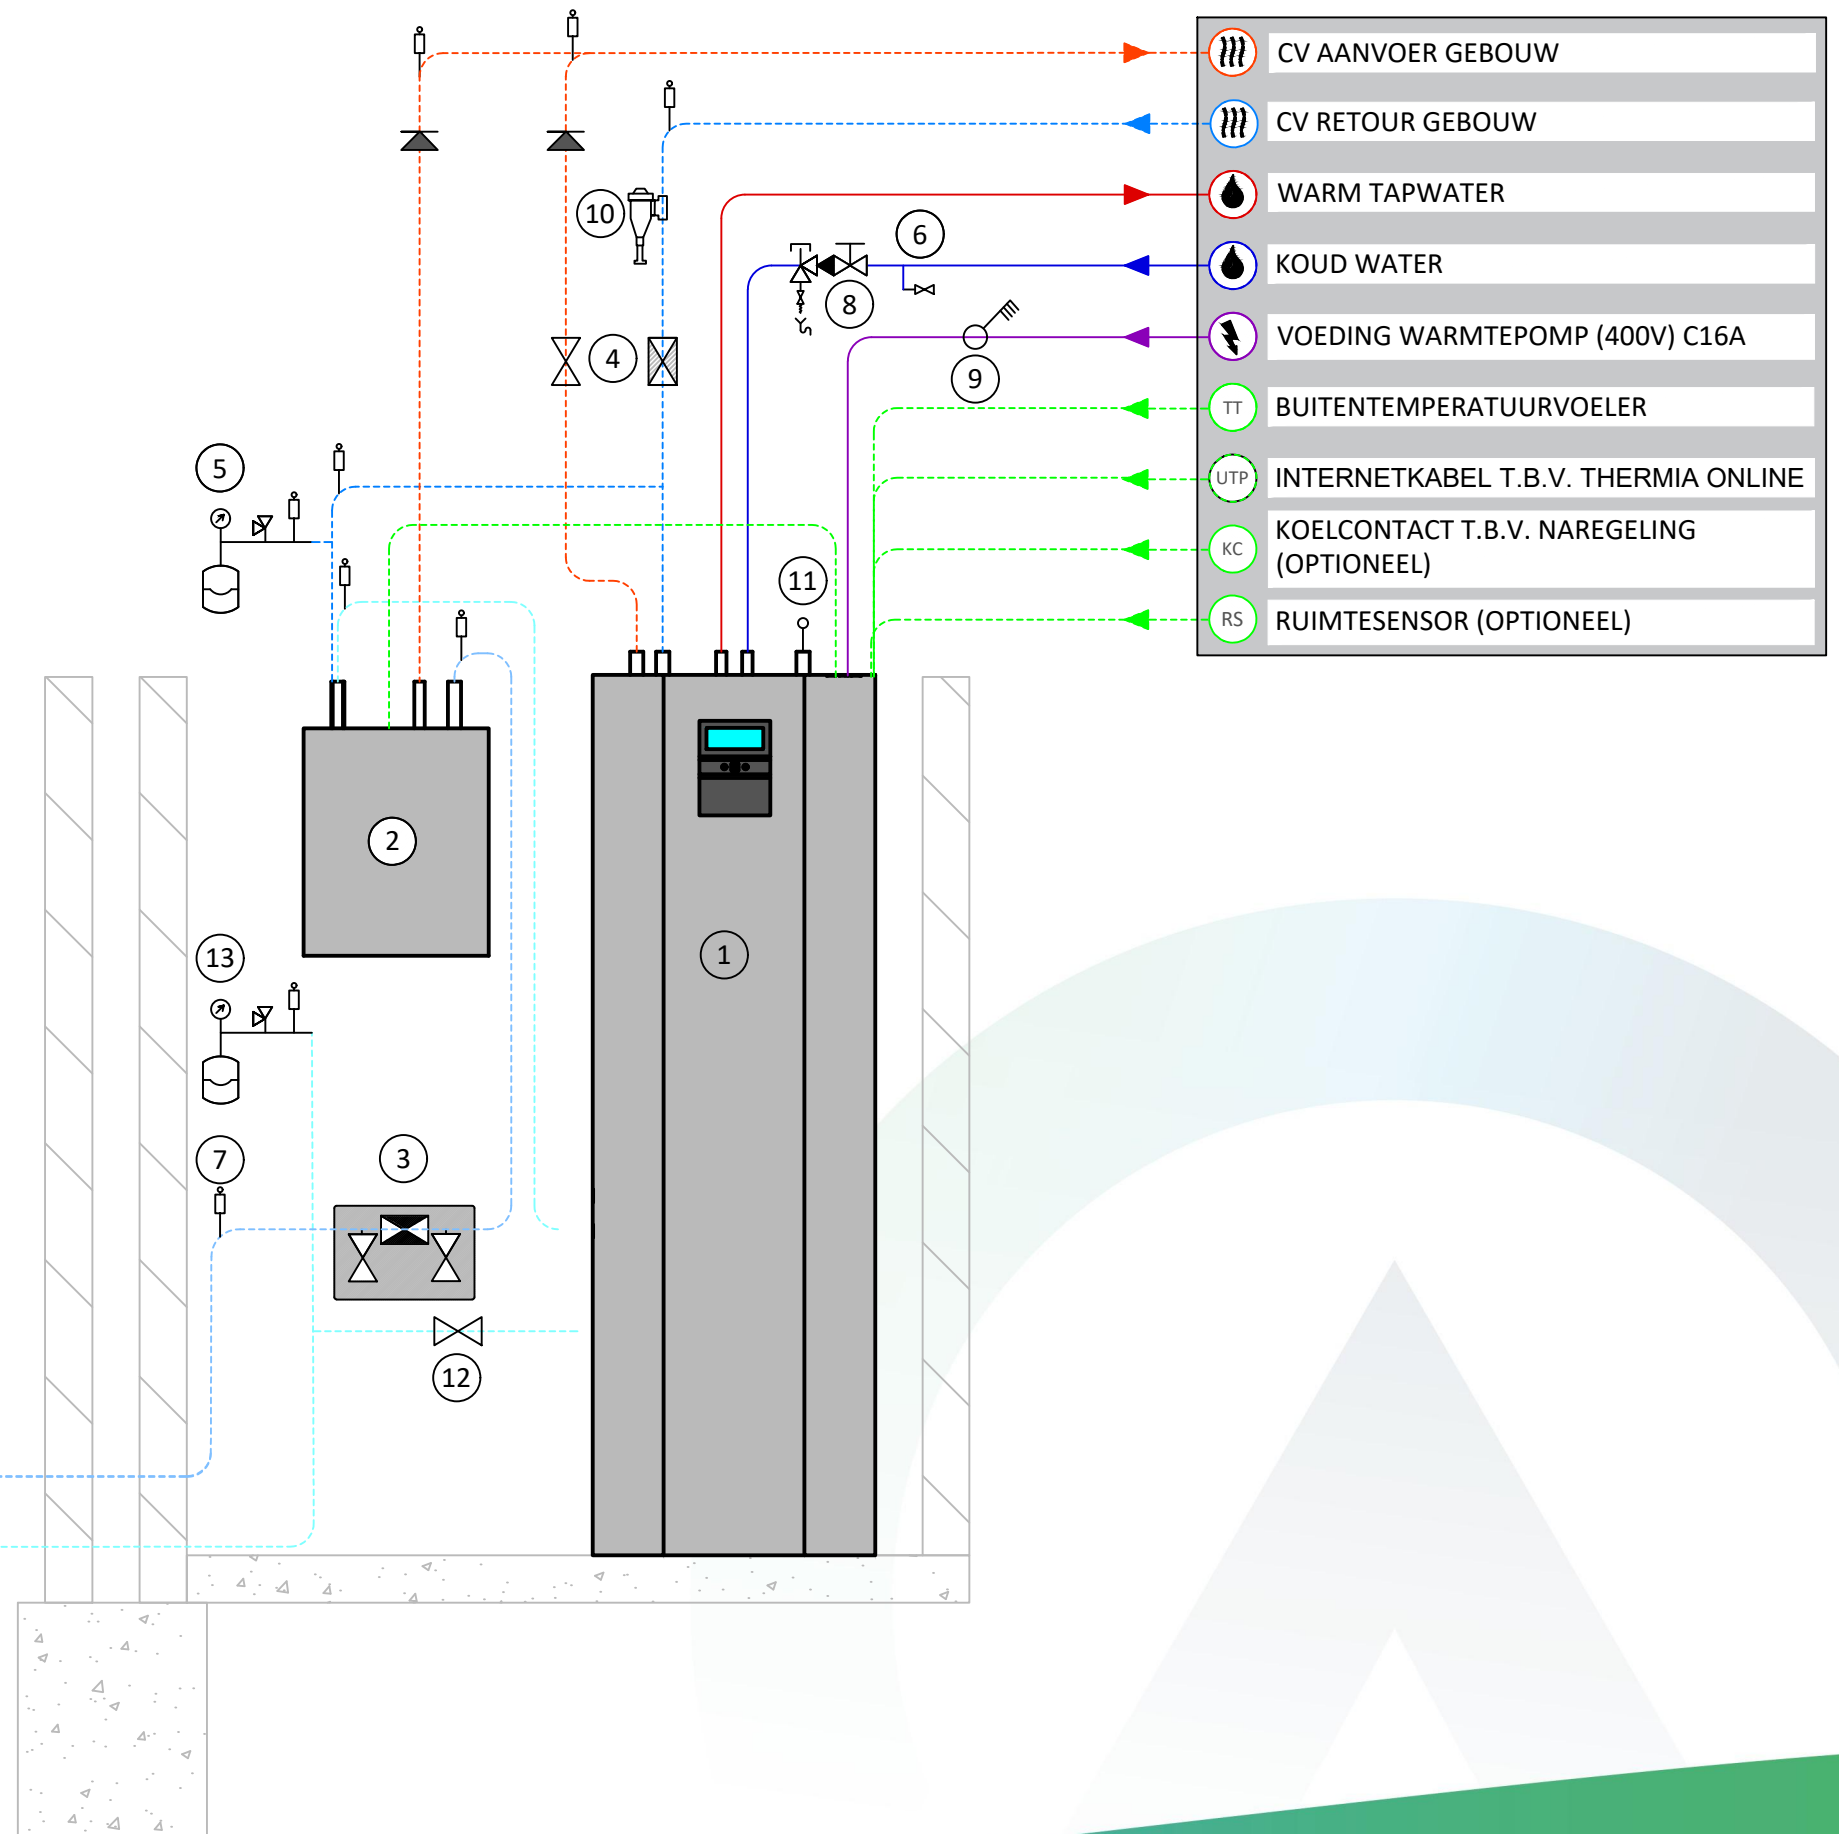 CV AANVOER GEBOUW
CV RETOUR GEBOUW
10
WARM TAPWATER
6
KOUD WATER
8
VOEDING WARMTEPOMP (400V) C16A
4
9
TT BUITENTEMPERATUURVOELER
5
UTP INTERNETKABEL T.B.V. THERMIA ONLINE
KC KOELCONTACT T.B.V. NAREGELING
(OPTIONEEL)
11
RS RUIMTESENSOR (OPTIONEEL)
2
1
13
7
3
12